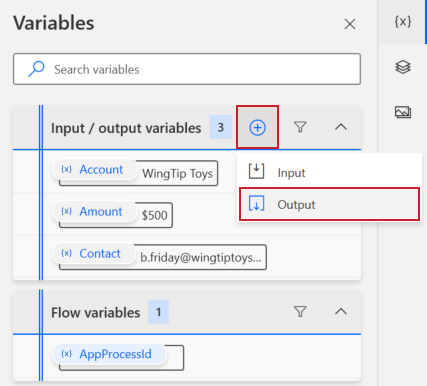 Variables
{x}
Search variables
Input / output variables 3
{x} Account WingTip Toys
Input
{x} Amount $500
Output
{x} Contact b.friday@wingtiptoys...
Flow variables 1
{x} AppProcessId